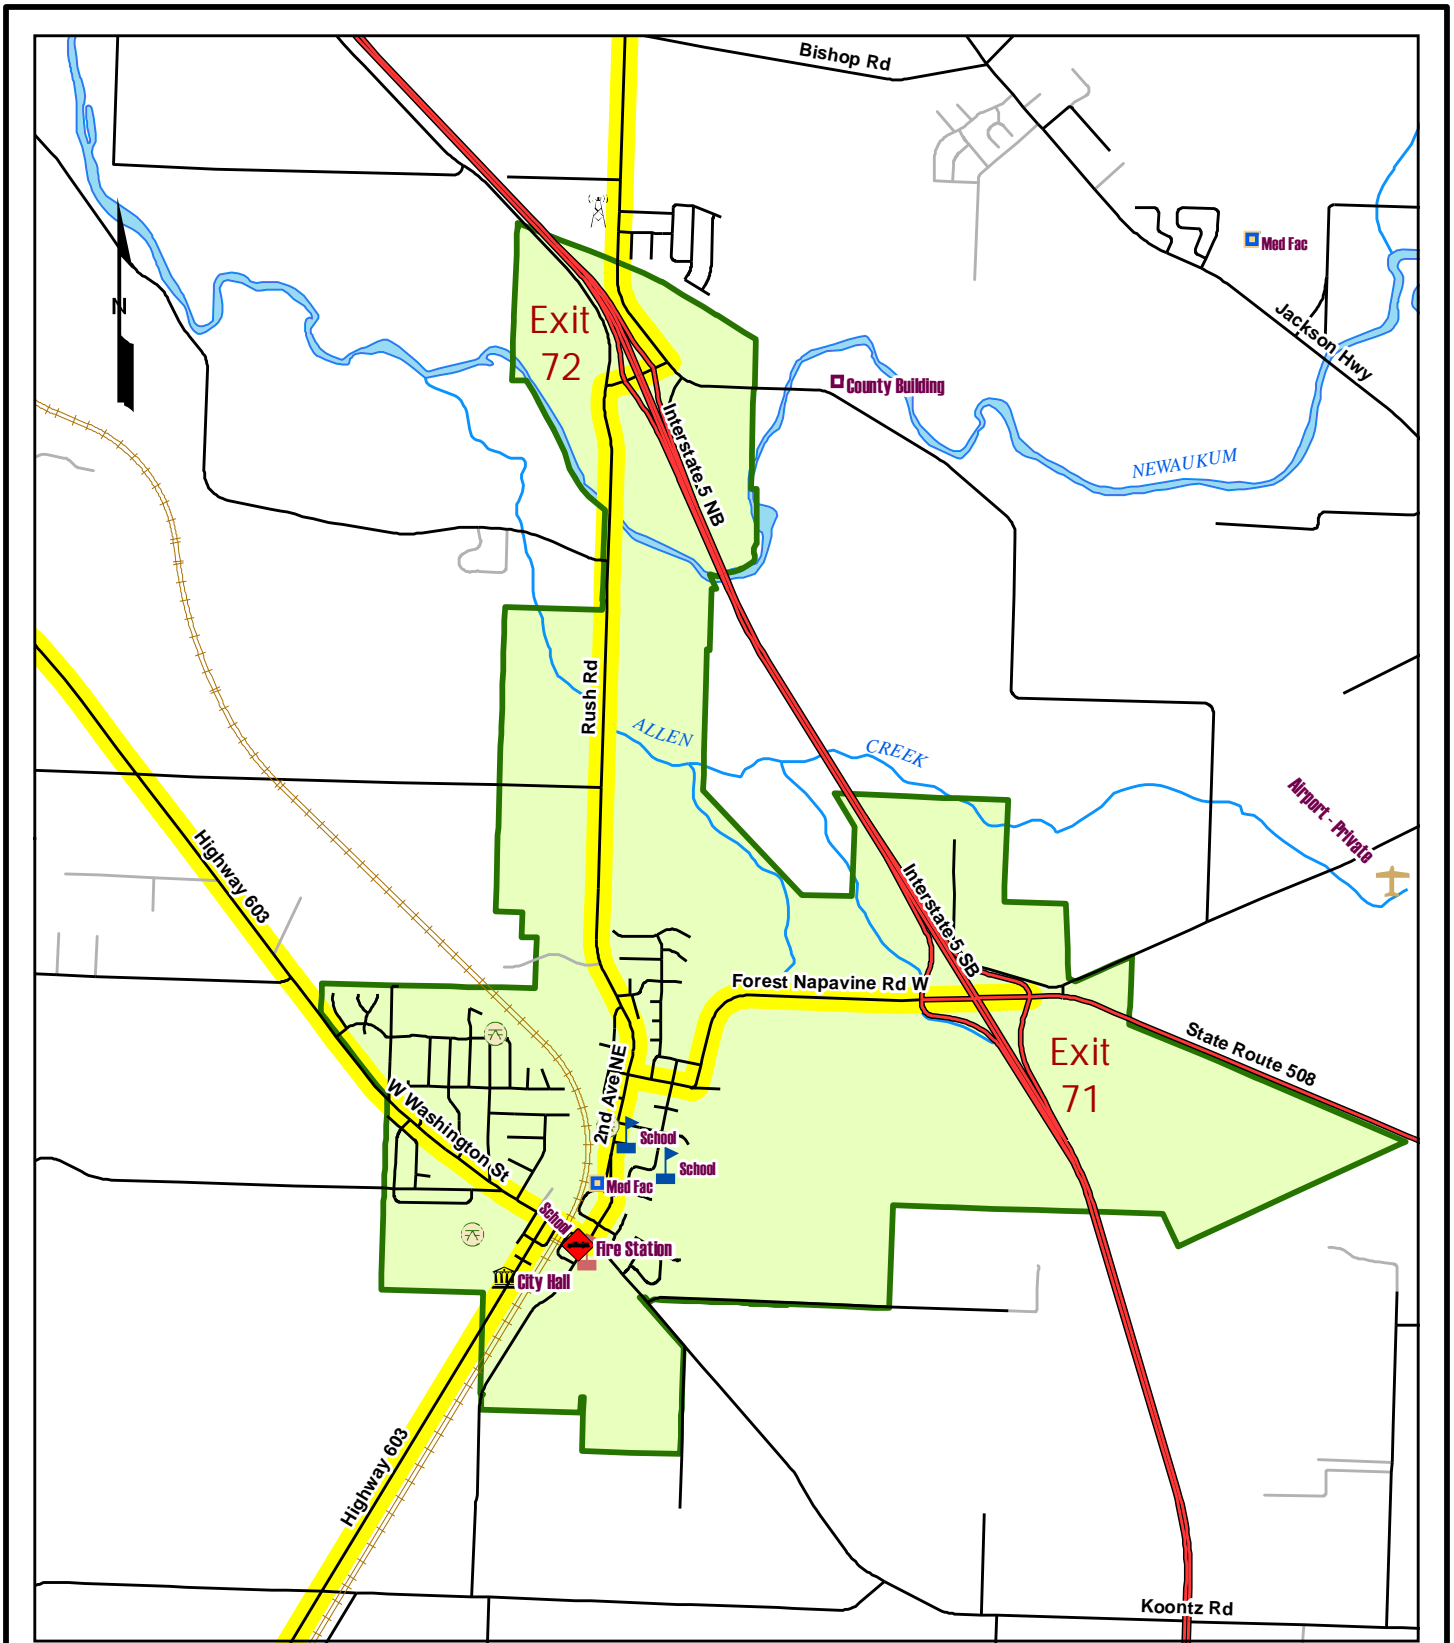 Bishop Rd
Med Fac
N
Exit
72
Jackson Hwy
County Building
Interstate 5 NB
NEWAUKUM
Rush Rd
ALLEN
CREEK
Airport - Private
Highway 603
Interstate 5 SB
Forest Napavine Rd W
State Route 508
Exit
71
W Washington St
2nd Ave NE
School
School
Med Fac
School
Fire Station
City Hall
Highway 603
Koontz Rd